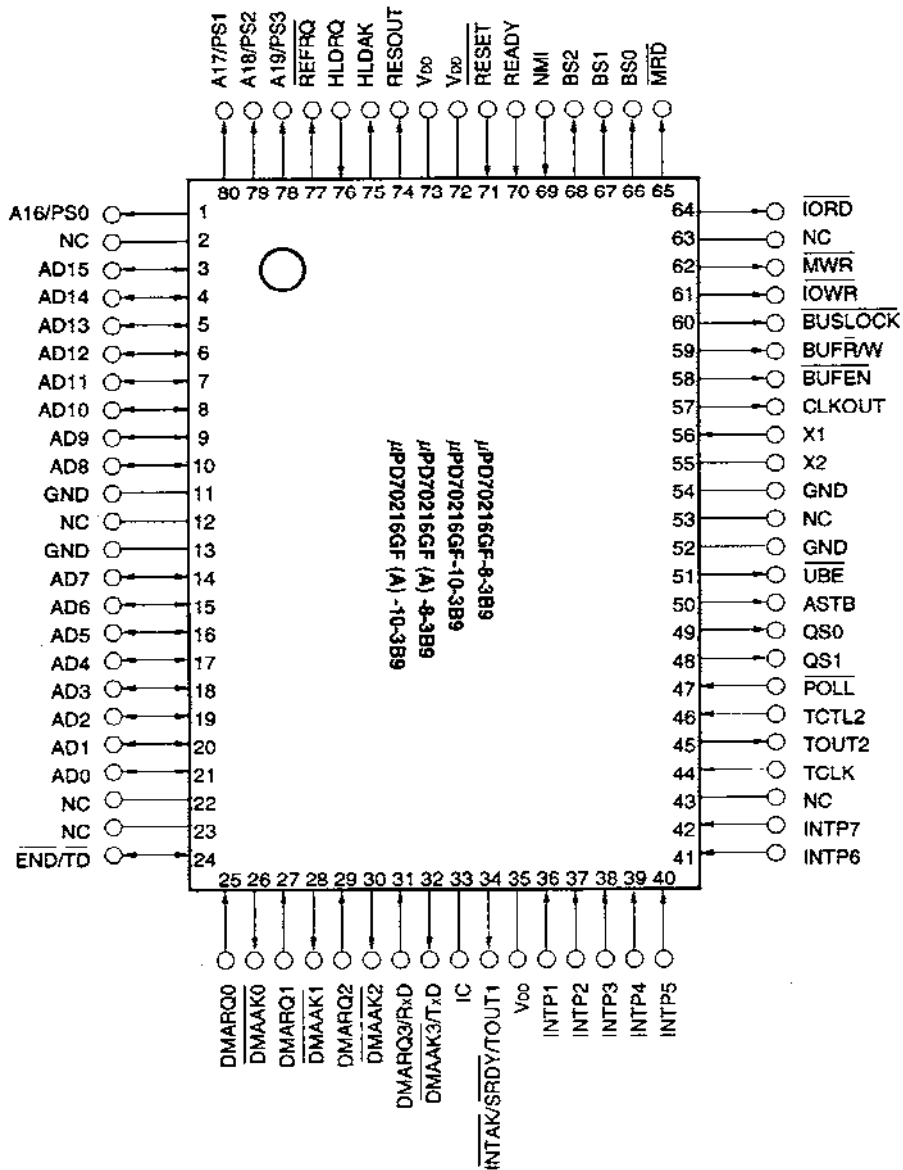 A17/PS1
A18/PS2
A19/PS3
REFRQ
HLDRQ
HLDAK
RESOUT
VDD
VDD
RESET
READY
NMI
BS2
BS1
BS0
MRD
80 79 78 77 76 75 74 73 72 71 70 69 68 67 66 65
A16/PS0 1
NC 2
AD15 3
AD14 4
AD13 5
AD12 6
AD11 7
AD10 8
AD9 9
AD8 10
GND 11
NC 12
GND 13
AD7 14
AD6 15
AD5 16
AD4 17
AD3 18
AD2 19
AD1 20
AD0 21
NC 22
NC 23
END/TD 24
μPD70216GF-8-3B9
μPD70216GF-10-3B9
μPD70216GF (A) -8-3B9
μPD70216GF (A) -10-3B9
64 IORD
63 NC
62 MWR
61 IOWR
60 BUSLOCK
59 BUFR/W
58 BUFEN
57 CLKOUT
56 X1
55 X2
54 GND
53 NC
52 GND
51 UBE
50 ASTB
49 QS0
48 QS1
47 POLL
46 TCTL2
45 TOUT2
44 TCLK
43 NC
42 INTP7
41 INTP6
25 26 27 28 29 30 31 32 33 34 35 36 37 38 39 40
DMARQ0
DMAAK0
DMARQ1
DMAAK1
DMARQ2
DMAAK2
DMARQ3/RxD
DMAAK3/TxD
IC
INTAK/SRDY/TOUT1
VDD
INTP1
INTP2
INTP3
INTP4
INTP5